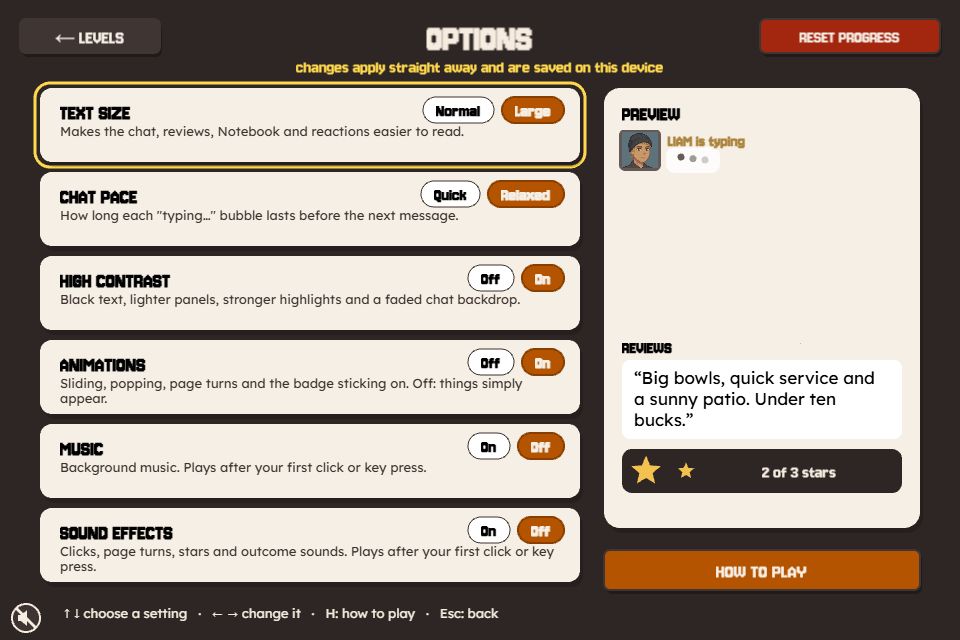 ← LEVELS
OPTIONS
RESET PROGRESS
changes apply straight away and are saved on this device
TEXT SIZE
Normal
Large
Makes the chat, reviews, Notebook and reactions easier to read.
CHAT PACE
Quick
Relaxed
How long each "typing…" bubble lasts before the next message.
HIGH CONTRAST
Off
On
Black text, lighter panels, stronger highlights and a faded chat backdrop.
ANIMATIONS
Off
On
Sliding, popping, page turns and the badge sticking on. Off: things simply
appear.
MUSIC
On
Off
Background music. Plays after your first click or key press.
SOUND EFFECTS
On
Off
Clicks, page turns, stars and outcome sounds. Plays after your first click or key
press.
PREVIEW
LIAM is typing
REVIEWS
“Big bowls, quick service and
a sunny patio. Under ten
bucks.”
2 of 3 stars
HOW TO PLAY
↑↓ choose a setting · ←→ change it · H: how to play · Esc: back